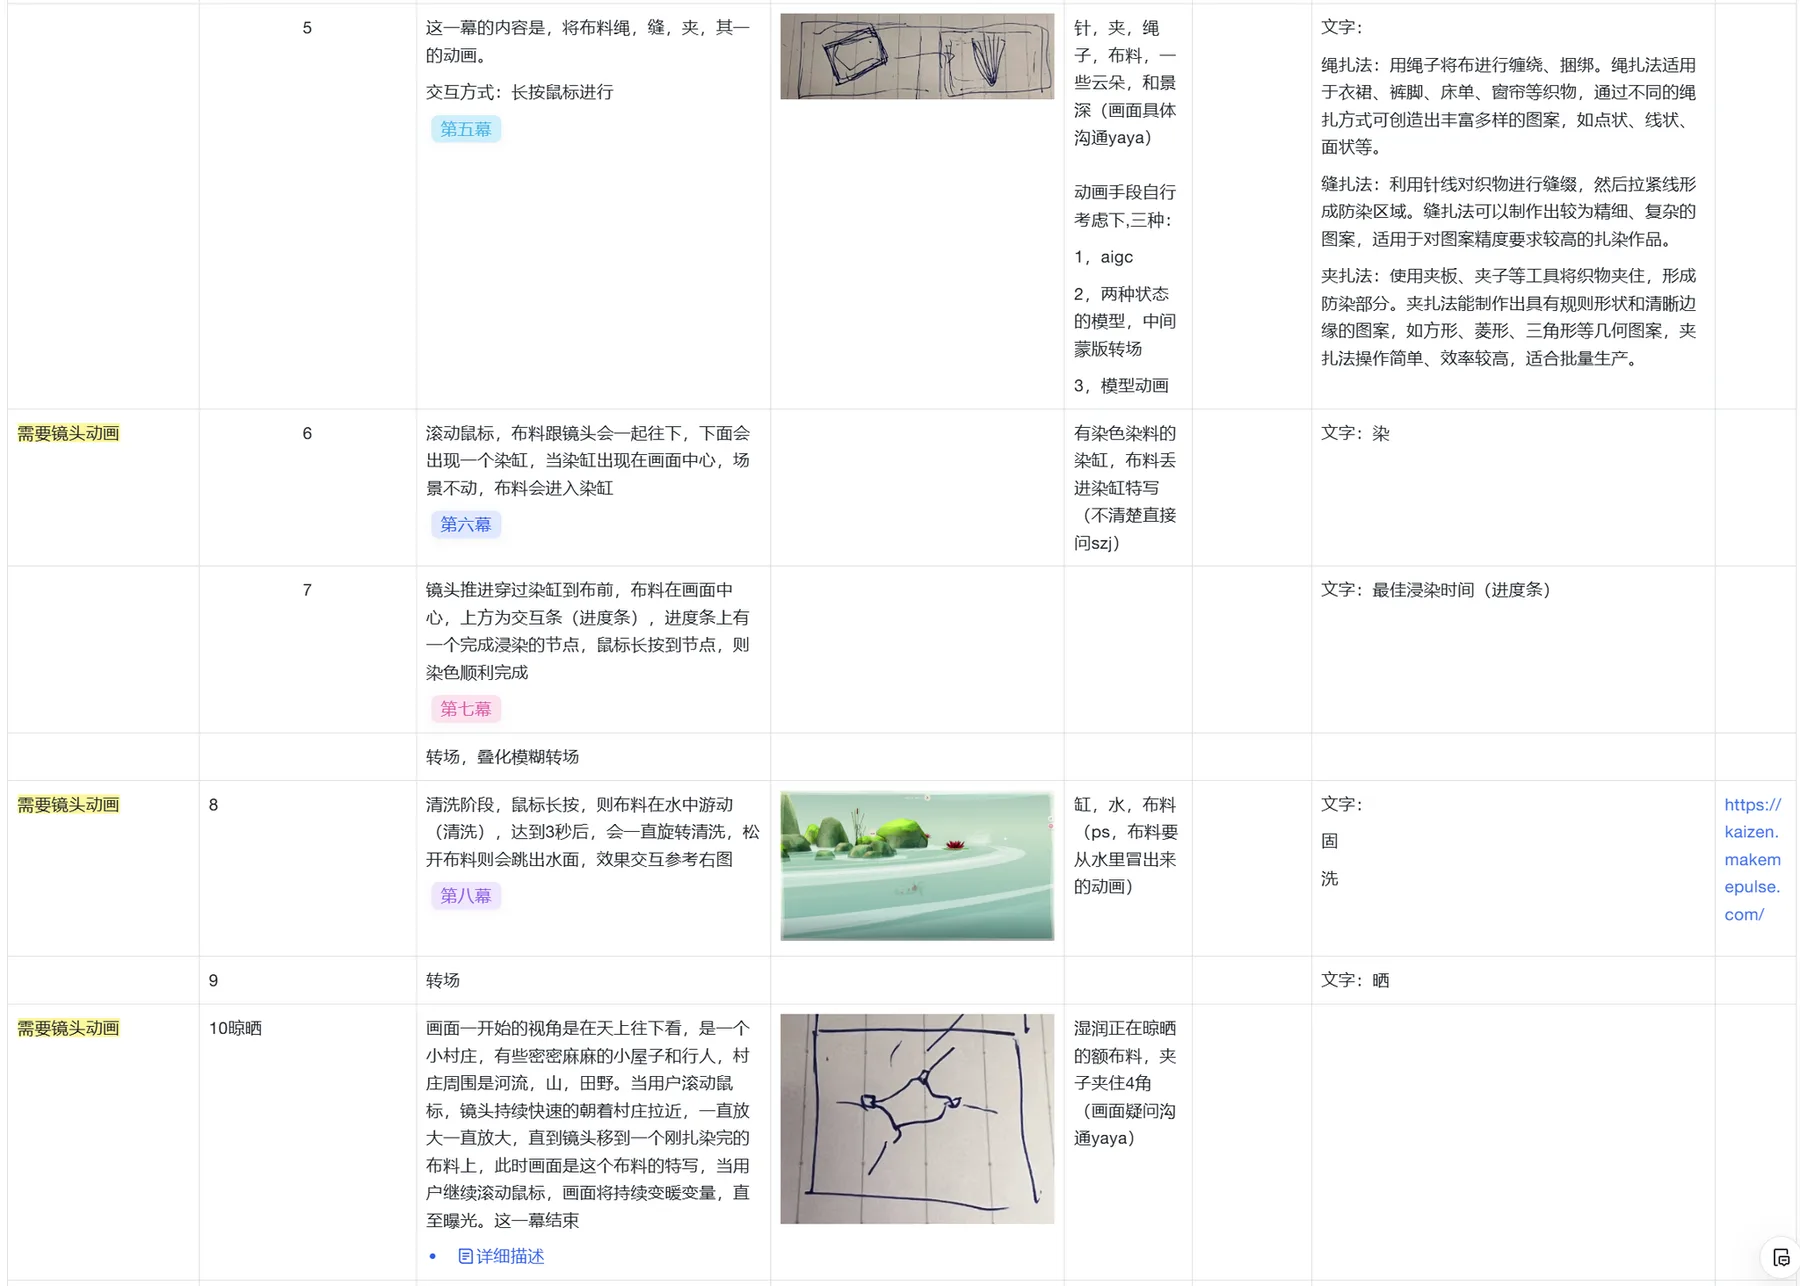 5
这一幕的内容是，将布料绳，缝，夹，其一
的动画。
交互方式：长按鼠标进行
第五幕
针，夹，绳
子，布料，一
些云朵，和景
深（画面具体
沟通yaya）
动画手段自行
考虑下,三种：
1，aigc
2，两种状态
的模型，中间
蒙版转场
3，模型动画
文字：
绳扎法：用绳子将布进行缠绕、捆绑。绳扎法适用
于衣裙、裤脚、床单、窗帘等织物，通过不同的绳
扎方式可创造出丰富多样的图案，如点状、线状、
面状等。
缝扎法：利用针线对织物进行缝缀，然后拉紧线形
成防染区域。缝扎法可以制作出较为精细、复杂的
图案，适用于对图案精度要求较高的扎染作品。
夹扎法：使用夹板、夹子等工具将织物夹住，形成
防染部分。夹扎法能制作出具有规则形状和清晰边
缘的图案，如方形、菱形、三角形等几何图案，夹
扎法操作简单、效率较高，适合批量生产。
需要镜头动画
6
滚动鼠标，布料跟镜头会一起往下，下面会
出现一个染缸，当染缸出现在画面中心，场
景不动，布料会进入染缸
第六幕
有染色染料的
染缸，布料丢
进染缸特写
（不清楚直接
问szj）
文字：染
7
镜头推进穿过染缸到布前，布料在画面中
心，上方为交互条（进度条），进度条上有
一个完成浸染的节点，鼠标长按到节点，则
染色顺利完成
第七幕
文字：最佳浸染时间（进度条）
转场，叠化模糊转场
需要镜头动画
8
清洗阶段，鼠标长按，则布料在水中游动
（清洗），达到3秒后，会一直旋转清洗，松
开布料则会跳出水面，效果交互参考右图
第八幕
缸，水，布料
（ps，布料要
从水里冒出来
的动画）
文字：
固
洗
https://
kaizen.
makem
epulse.
com/
9
转场
文字：晒
需要镜头动画
10晾晒
画面一开始的视角是在天上往下看，是一个
小村庄，有些密密麻麻的小屋子和行人，村
庄周围是河流，山，田野。当用户滚动鼠
标，镜头持续快速的朝着村庄拉近，一直放
大一直放大，直到镜头移到一个刚扎染完的
布料上，此时画面是这个布料的特写，当用
户继续滚动鼠标，画面将持续变暖变量，直
至曝光。这一幕结束
详细描述
湿润正在晾晒
的额布料，夹
子夹住4角
（画面疑问沟
通yaya）